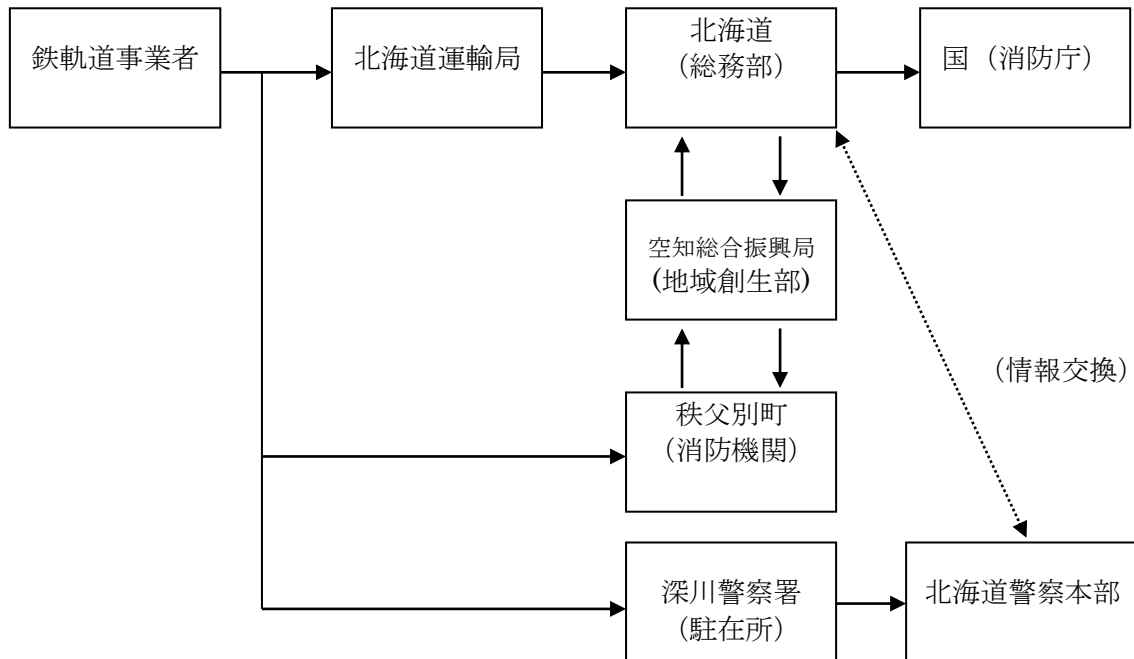 鉄軌道事業者
北海道運輸局
北海道
(総務部)
国(消防庁)
空知総合振興局
(地域創生部)
(情報交換)
秩父別町
(消防機関)
深川警察署
(駐在所)
北海道警察本部